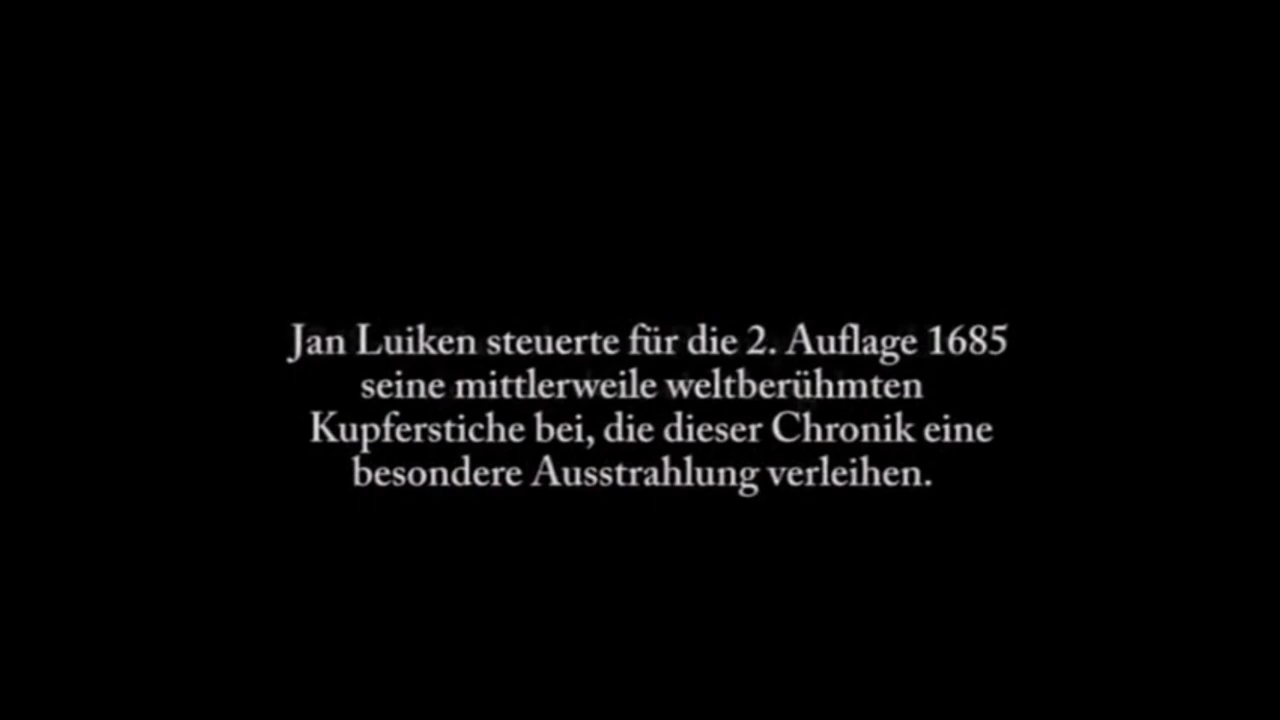 Jan Luiken steuerte für die 2. Auflage 1685
seine mittlerweile weltberühmten
Kupferstiche bei, die dieser Chronik eine
besondere Ausstrahlung verleihen.